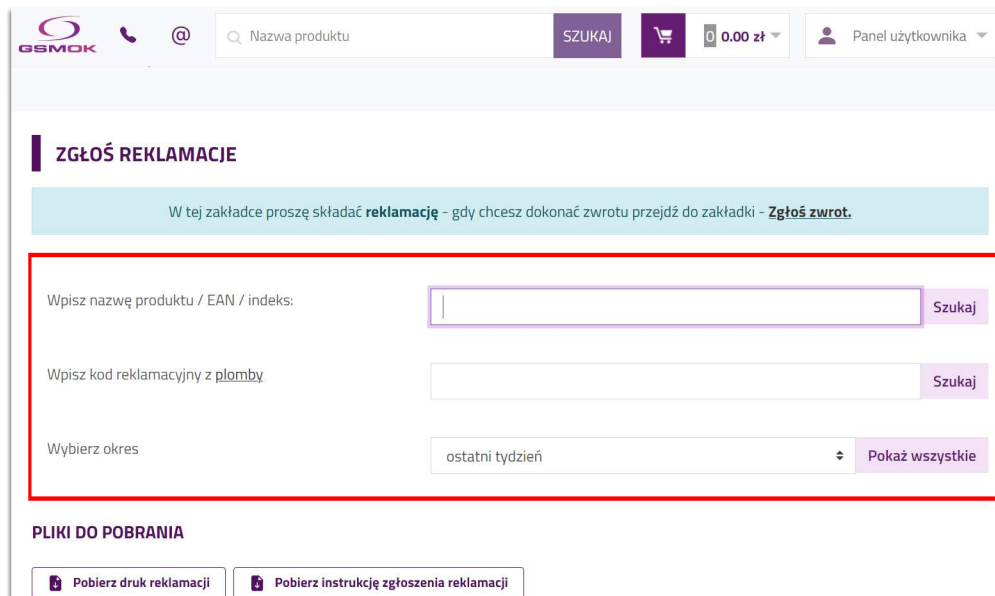 GSMOK
@
Nazwa produktu
SZUKAJ
0 0.00 zł
Panel użytkownika
ZGŁOŚ REKLAMACJE
W tej zakładce proszę składać reklamację - gdy chcesz dokonać zwrotu przejdź do zakładki - Zgłoś zwrot.
Wpisz nazwę produktu / EAN / indeks:
Szukaj
Wpisz kod reklamacyjny z plomby
Szukaj
Wybierz okres
ostatni tydzień
Pokaż wszystkie
PLIKI DO POBRANIA
Pobierz druk reklamacji
Pobierz instrukcję zgłoszenia reklamacji